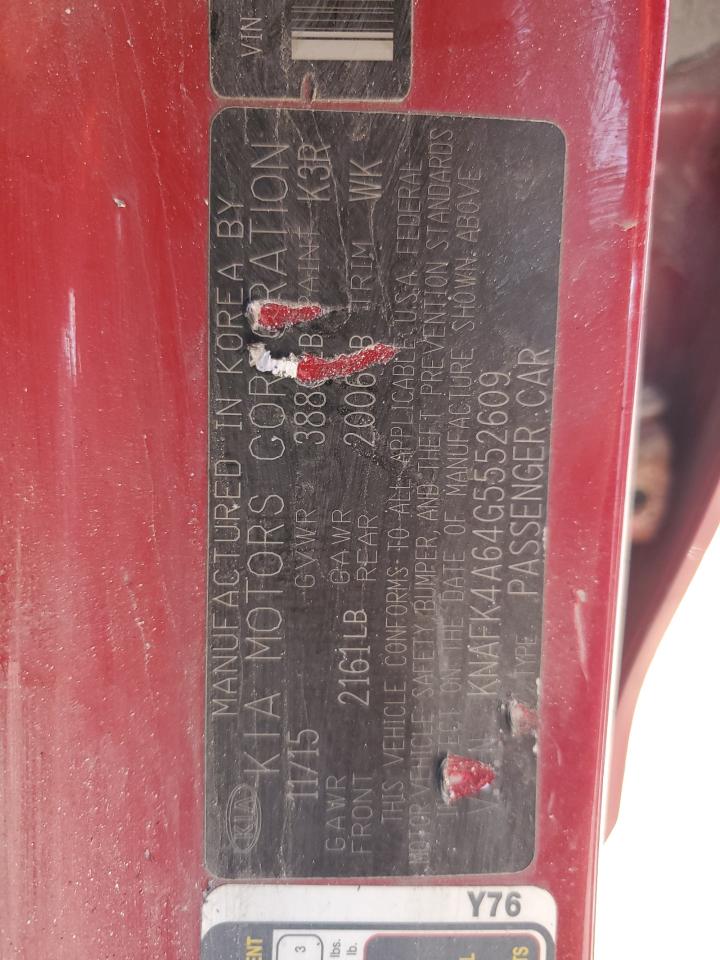 VIN
MANUFACTURED IN KOREA BY
KIA KIA MOTORS CORPORATION
11/15 GVWR PAINT K3R
GAWR FRONT 2161LB GAWR REAR TRIM WK
THIS VEHICLE CONFORMS TO ALL APPLICABLE U.S.A. FEDERAL
MOTOR VEHICLE SAFETY, BUMPER, AND THEFT PREVENTION STANDARDS
IN EFFECT ON THE DATE OF MANUFACTURE SHOWN ABOVE
KNAFK4A64G5552609
TYPE PASSENGER CAR
Y76
3
lbs.
lb.